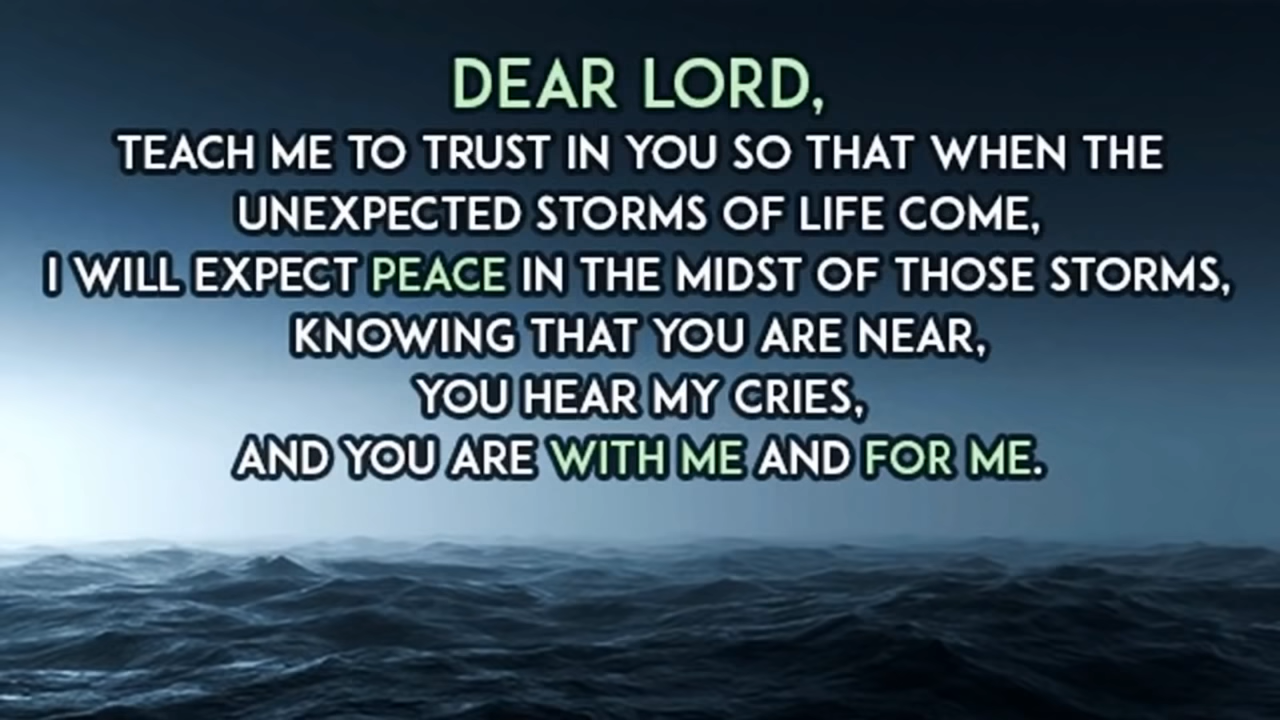 DEAR LORD,
TEACH ME TO TRUST IN YOU SO THAT WHEN THE
UNEXPECTED STORMS OF LIFE COME,
I WILL EXPECT PEACE IN THE MIDST OF THOSE STORMS,
KNOWING THAT YOU ARE NEAR,
YOU HEAR MY CRIES,
AND YOU ARE WITH ME AND FOR ME.